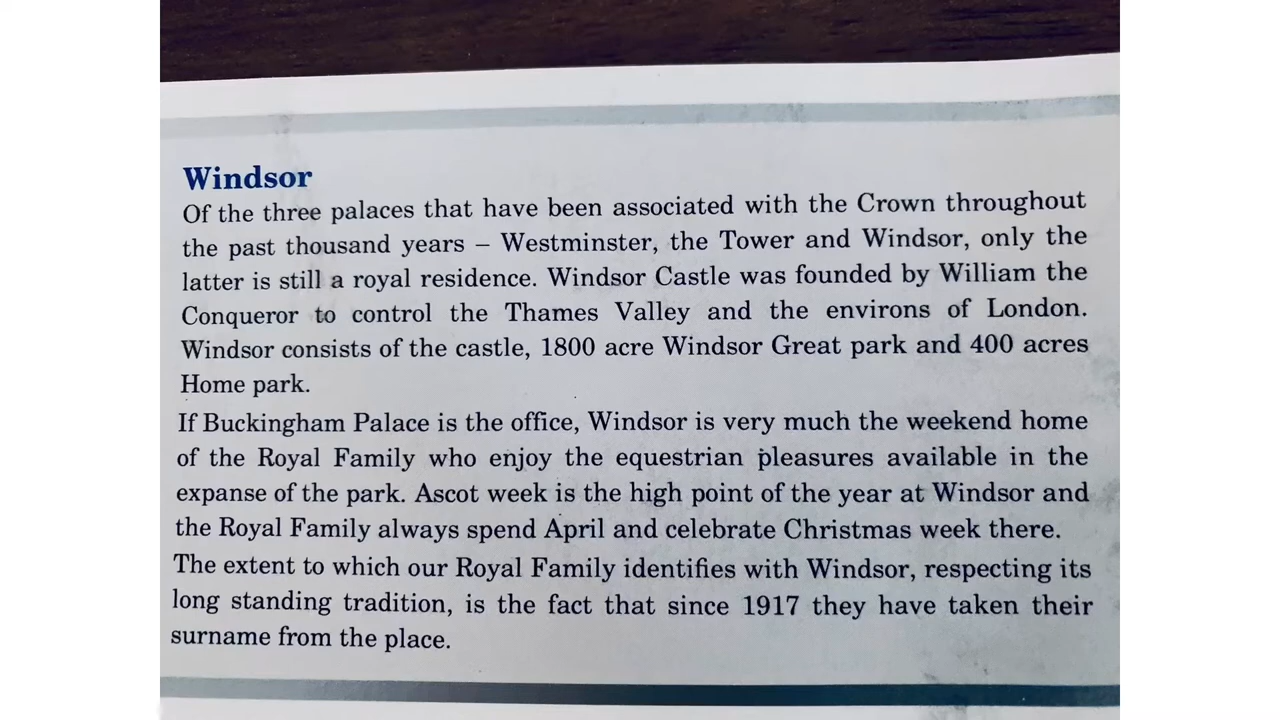 Windsor
Of the three palaces that have been associated with the Crown throughout
the past thousand years – Westminster, the Tower and Windsor, only the
latter is still a royal residence. Windsor Castle was founded by William the
Conqueror to control the Thames Valley and the environs of London.
Windsor consists of the castle, 1800 acre Windsor Great park and 400 acres
Home park.
If Buckingham Palace is the office, Windsor is very much the weekend home
of the Royal Family who enjoy the equestrian pleasures available in the
expanse of the park. Ascot week is the high point of the year at Windsor and
the Royal Family always spend April and celebrate Christmas week there.
The extent to which our Royal Family identifies with Windsor, respecting its
long standing tradition, is the fact that since 1917 they have taken their
surname from the place.